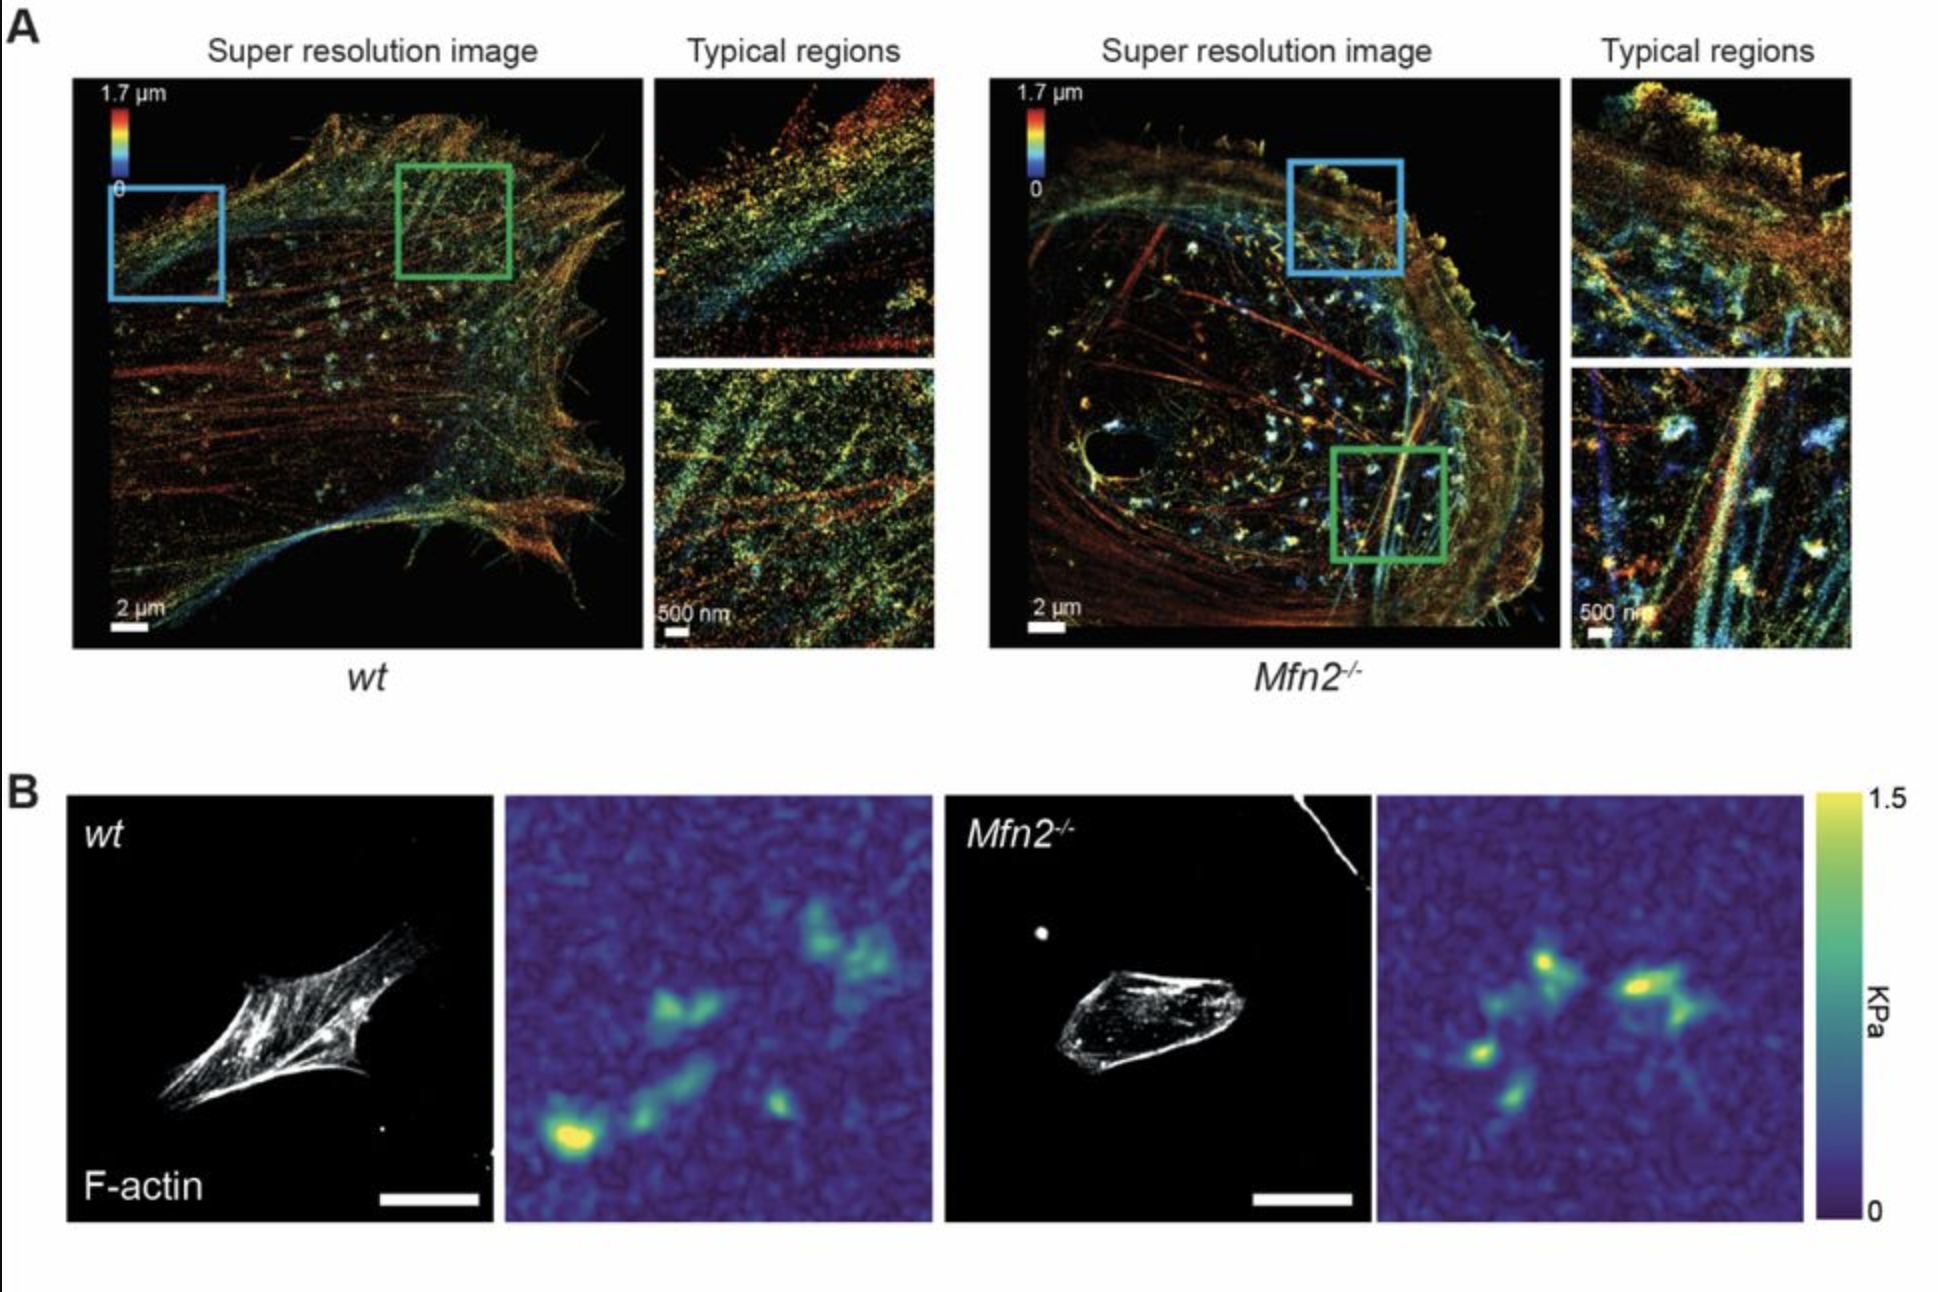 A
Super resolution image
Typical regions
Super resolution image
Typical regions
1.7 µm
0
2 µm
500 nm
1.7 µm
0
2 µm
500 nm
wt
Mfn2-/-
B
wt
F-actin
Mfn2-/-
1.5
KPa
0